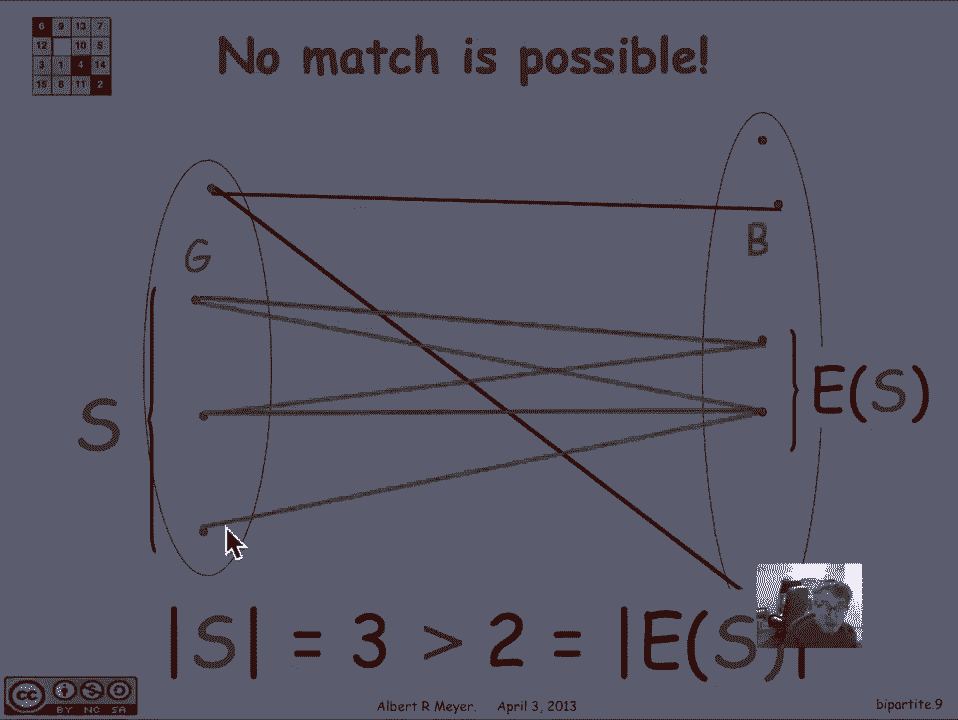 No match is possible!
6 9 13 7
12 10 5
3 1 4 14
15 8 11 2
G
B
S
E(S)
|S| = 3 > 2 = |E(S)|
CC BY NC SA
Albert R Meyer. April 3, 2013
bipartite.9